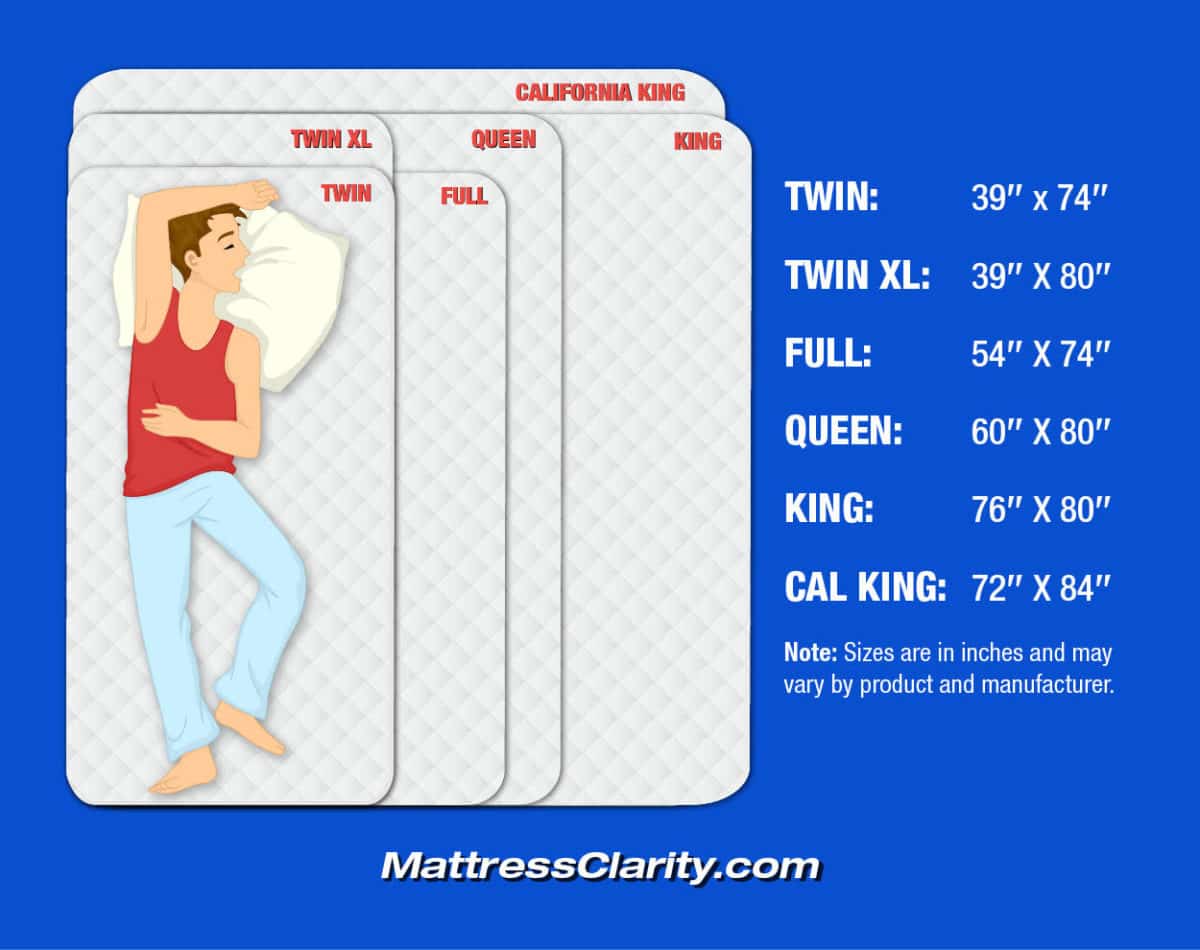 CALIFORNIA KING
TWIN XL
QUEEN
KING
TWIN
FULL
TWIN: 39″ x 74″
TWIN XL: 39″ X 80″
FULL: 54″ X 74″
QUEEN: 60″ X 80″
KING: 76″ X 80″
CAL KING: 72″ X 84″
Note: Sizes are in inches and may
vary by product and manufacturer.
MattressClarity.com